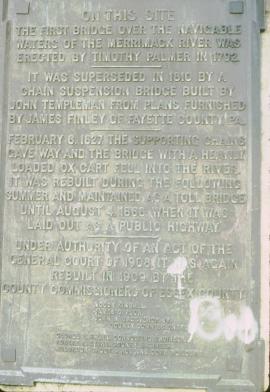 ON THIS SITE
THE FIRST BRIDGE OVER THE NAVIGABLE
WATERS OF THE MERRIMACK RIVER WAS
ERECTED BY TIMOTHY PALMER IN 1792.
IT WAS SUPERSEDED IN 1810 BY A
CHAIN SUSPENSION BRIDGE BUILT BY
JOHN TEMPLEMAN FROM PLANS FURNISHED
BY JAMES FINLEY OF FAYETTE COUNTY PA.
FEBRUARY 6, 1827 THE SUPPORTING CHAINS
GAVE WAY AND THE BRIDGE WITH A HEAVILY
LOADED OX CART FELL INTO THE RIVER.
IT WAS REBUILT DURING THE FOLLOWING
SUMMER AND MAINTAINED AS A TOLL BRIDGE
UNTIL AUGUST 1868 WHEN IT WAS
LAID OUT AS A PUBLIC HIGHWAY.
UNDER AUTHORITY OF AN ACT OF THE
GENERAL COURT OF 1908 IT WAS AGAIN
REBUILT IN 1909 BY THE
COUNTY COMMISSIONERS OF ESSEX COUNTY.